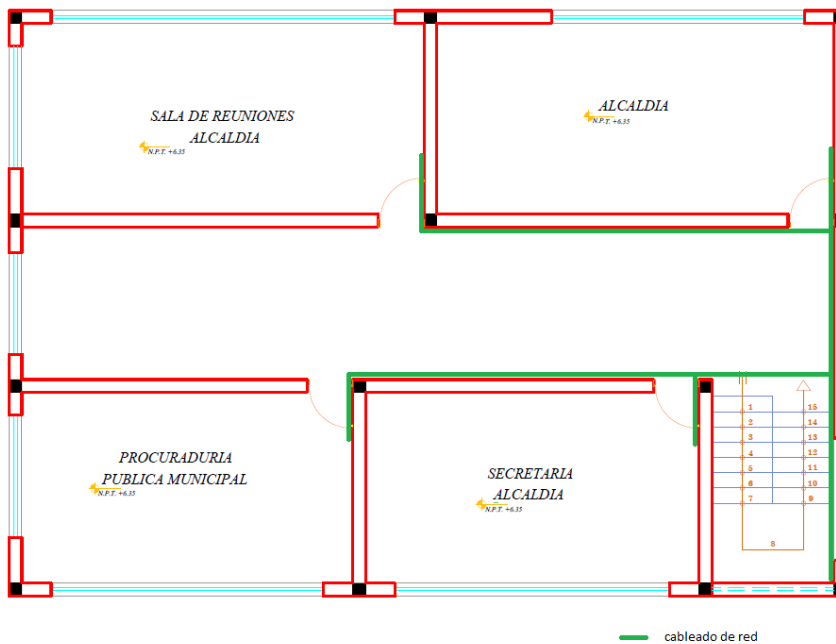 SALA DE REUNIONES
ALCALDIA
N.P.T. +6.35
ALCALDIA
N.P.T. +6.35
PROCURADURIA
PUBLICA MUNICIPAL
N.P.T. +6.35
SECRETARIA
ALCALDIA
N.P.T. +6.35
1 15
2 14
3 13
4 12
5 11
6 10
7 9
8
cableado de red